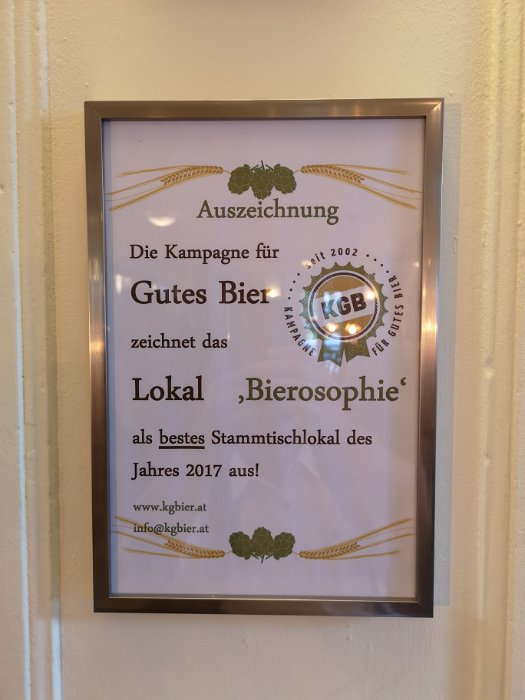 Auszeichnung
Die Kampagne für
Gutes Bier
zeichnet das
Lokal ‚Bierosophie‘
als bestes Stammtischlokal des
Jahres 2017 aus!
www.kgbier.at
info@kgbier.at
seit 2002
KGB
KAMPAGNE FÜR GUTES BIER